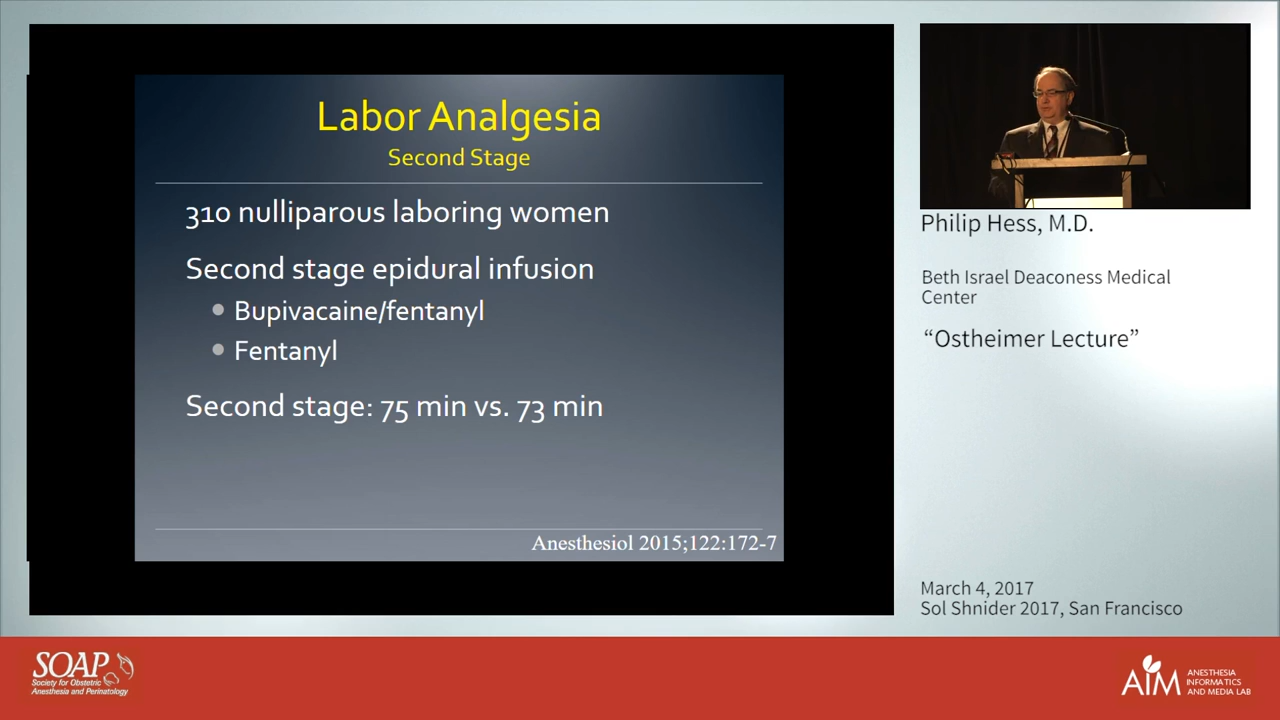 Labor Analgesia
Second Stage
310 nulliparous laboring women
Second stage epidural infusion
Bupivacaine/fentanyl
Fentanyl
Second stage: 75 min vs. 73 min
Anesthesiol 2015;122:172-7
Philip Hess, M.D.
Beth Israel Deaconess Medical
Center
“Ostheimer Lecture”
March 4, 2017
Sol Shnider 2017, San Francisco
SOAP
Society for Obstetric
Anesthesia and Perinatology
AIM
ANESTHESIA
INFORMATICS
AND MEDIA LAB